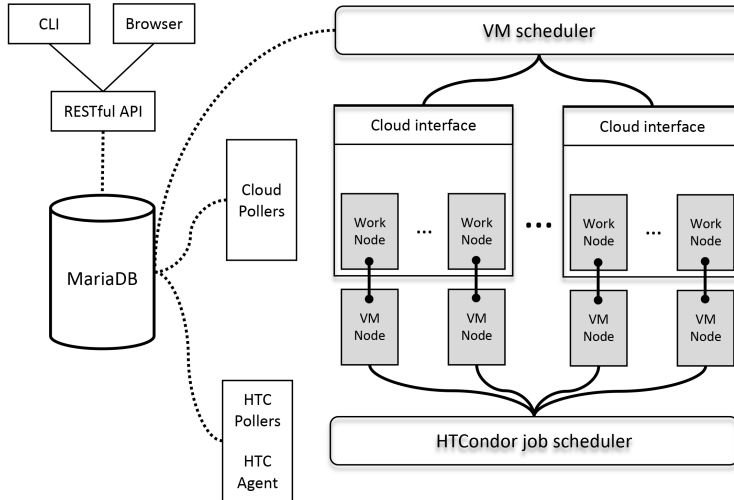 CLI
Browser
VM scheduler
RESTful API
Cloud interface
Cloud interface
Cloud
Pollers
Work
Node
...
Work
Node
...
Work
Node
...
Work
Node
MariaDB
VM
Node
VM
Node
VM
Node
VM
Node
HTC
Pollers
HTC
Agent
HTCondor job scheduler